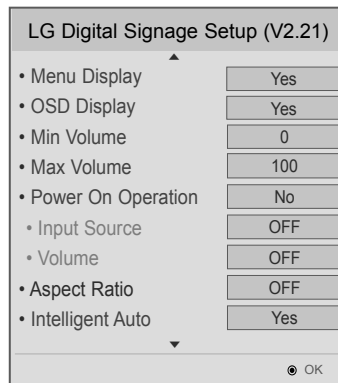 LG Digital Signage Setup (V2.21)
• Menu Display Yes
• OSD Display Yes
• Min Volume 0
• Max Volume 100
• Power On Operation No
• Input Source OFF
• Volume OFF
• Aspect Ratio OFF
• Intelligent Auto Yes
OK